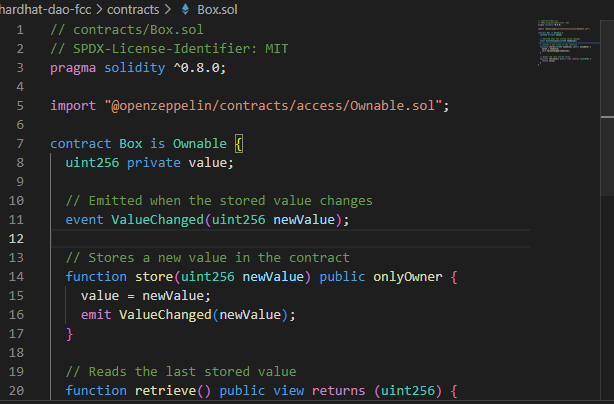 hardhat-dao-fcc > contracts > Box.sol
1 // contracts/Box.sol
2 // SPDX-License-Identifier: MIT
3 pragma solidity ^0.8.0;
4
5 import "@openzeppelin/contracts/access/Ownable.sol";
6
7 contract Box is Ownable {
8   uint256 private value;
9
10   // Emitted when the stored value changes
11   event ValueChanged(uint256 newValue);
12
13   // Stores a new value in the contract
14   function store(uint256 newValue) public onlyOwner {
15     value = newValue;
16     emit ValueChanged(newValue);
17   }
18
19   // Reads the last stored value
20   function retrieve() public view returns (uint256) {